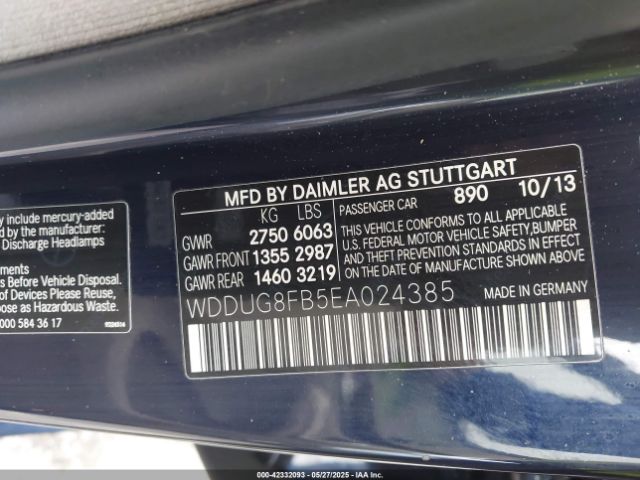 y include mercury-added
d by the manufacturer:
Discharge Headlamps
ements
s Before Vehicle Disposal.
of Devices Please Reuse,
ose as Hazardous Waste.
000 584 36 17
MFD BY DAIMLER AG STUTTGART
KG LBS
GVWR 2750 6063
GAWR FRONT 1355 2987
GAWR REAR 1460 3219
PASSENGER CAR 890 10/13
THIS VEHICLE CONFORMS TO ALL APPLICABLE
U.S. FEDERAL MOTOR VEHICLE SAFETY,BUMPER
AND THEFT PREVENTION STANDARDS IN EFFECT
ON THE DATE OF MANUFACTURE SHOWN ABOVE.
WDDUG8FB5EA024385
MADE IN GERMANY
000-42332093 - 05/27/2025 - IAAI.COM